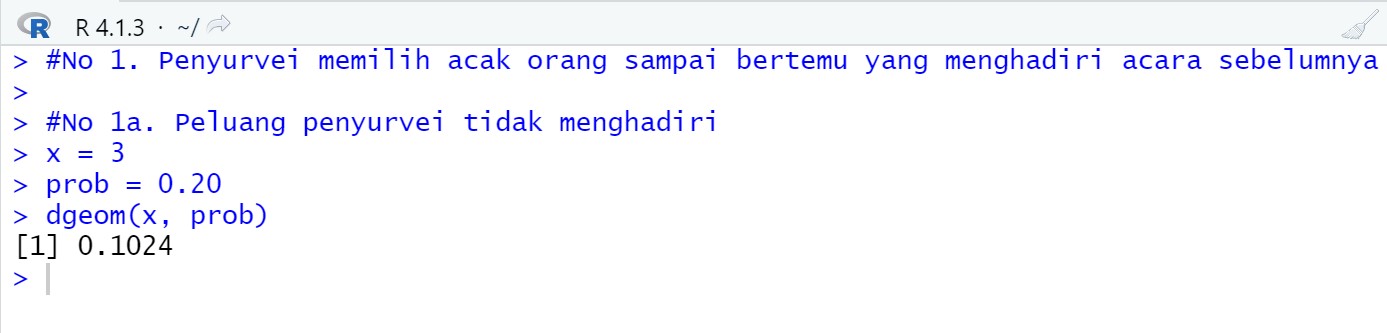 R R 4.1.3 · ~/
> #No 1. Penyurvei memilih acak orang sampai bertemu yang menghadiri acara sebelumnya
>
> #No 1a. Peluang penyurvei tidak menghadiri
> x = 3
> prob = 0.20
> dgeom(x, prob)
[1] 0.1024
>